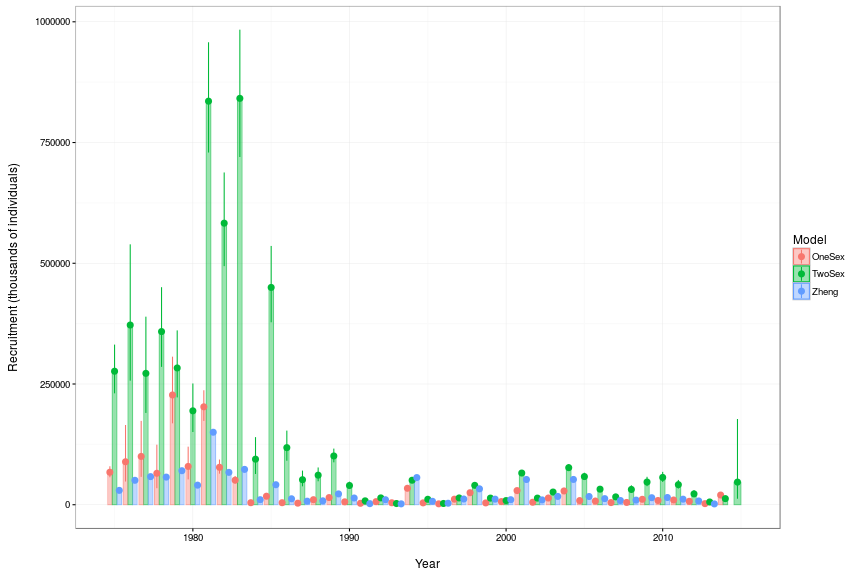 1000000
750000
500000
250000
0
Recruitment (thousands of individuals)
1980
1990
2000
2010
Year
Model
OneSex
TwoSex
Zheng